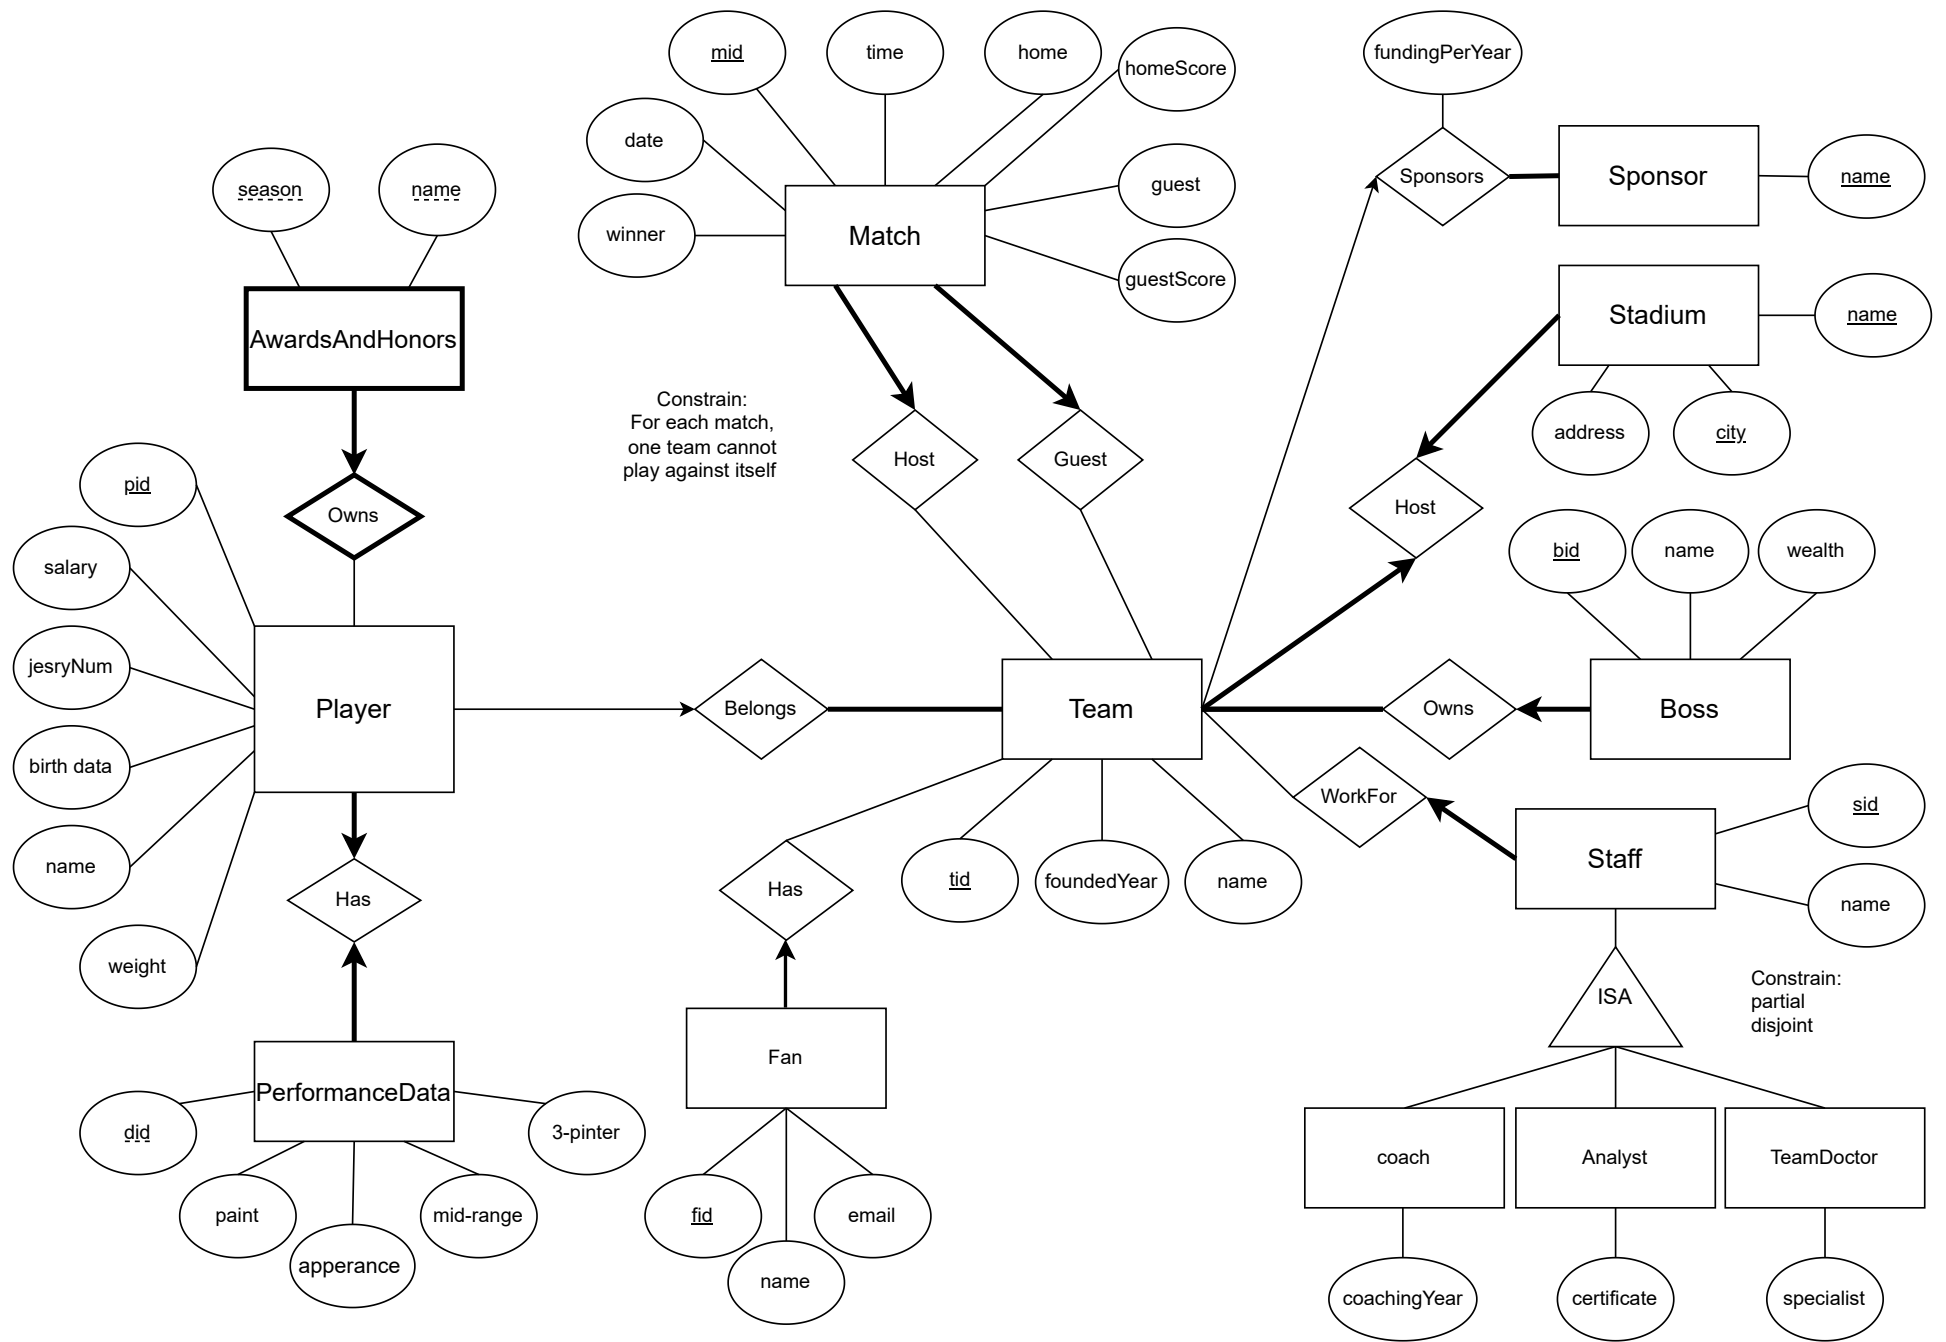 mid
time
home
homeScore
fundingPerYear
date
guest
Sponsors
Sponsor
name
season
name
winner
Match
guestScore
AwardsAndHonors
Stadium
name
Constrain:
For each match,
one team cannot
play against itself
address
city
pid
Host
Guest
Owns
Host
salary
bid
name
wealth
jesryNum
Player
Belongs
Team
Owns
Boss
birth data
WorkFor
sid
name
Has
Has
tid
foundedYear
name
Staff
name
weight
ISA
Constrain:
partial
disjoint
Fan
PerformanceData
did
3-pinter
coach
Analyst
TeamDoctor
paint
mid-range
apperance
fid
email
name
coachingYear
certificate
specialist